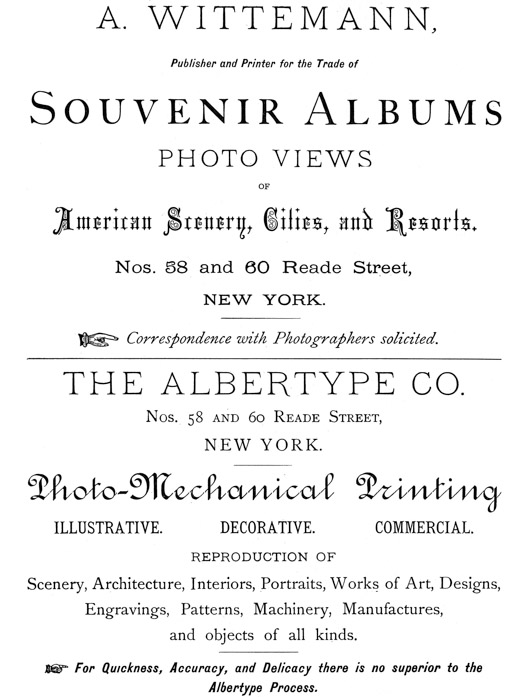 A. WITTEMANN,
Publisher and Printer for the Trade of
SOUVENIR ALBUMS
PHOTO VIEWS
OF
American Scenery, Cities, and Resorts.
Nos. 58 and 60 Reade Street,
NEW YORK.
Correspondence with Photographers solicited.
THE ALBERTYPE CO.
Nos. 58 AND 60 READE STREET,
NEW YORK.
Photo-Mechanical Printing
ILLUSTRATIVE. DECORATIVE. COMMERCIAL.
REPRODUCTION OF
Scenery, Architecture, Interiors, Portraits, Works of Art, Designs,
Engravings, Patterns, Machinery, Manufactures,
and objects of all kinds.
For Quickness, Accuracy, and Delicacy there is no superior to the
Albertype Process.